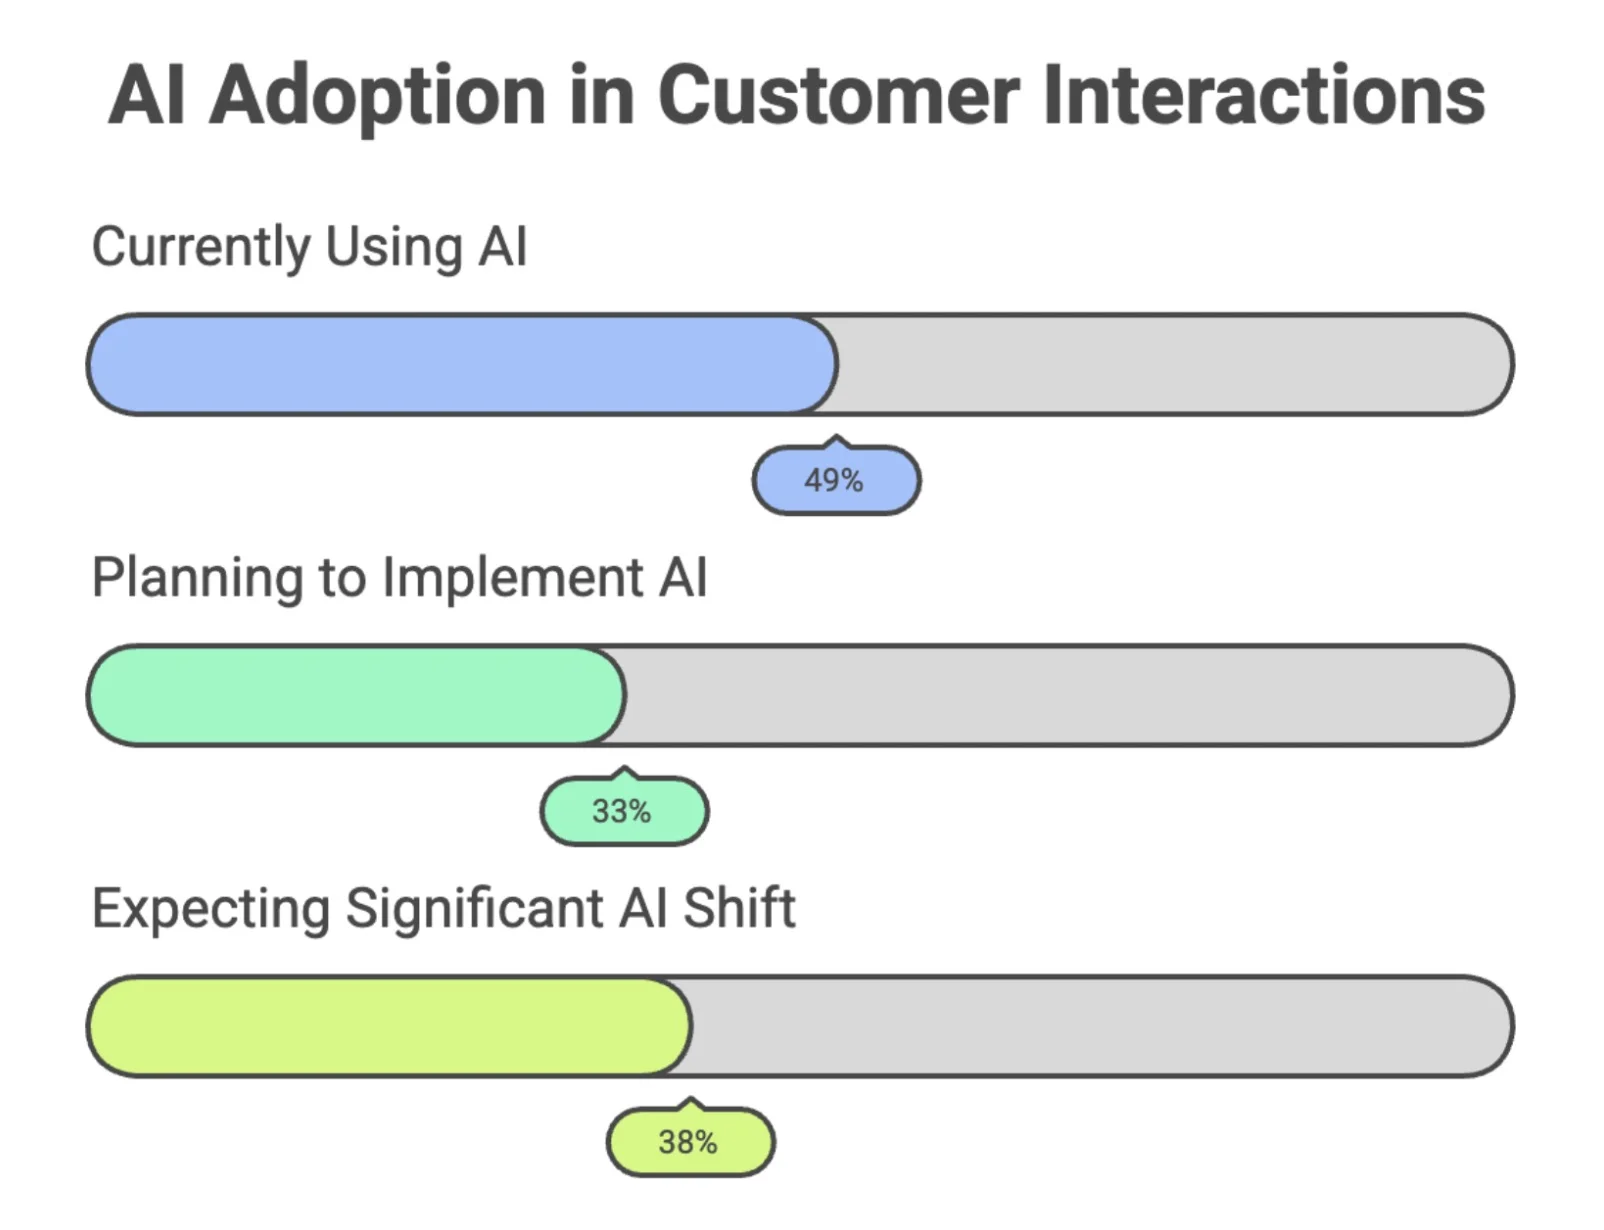 AI Adoption in Customer Interactions
Currently Using AI
49%
Planning to Implement AI
33%
Expecting Significant AI Shift
38%